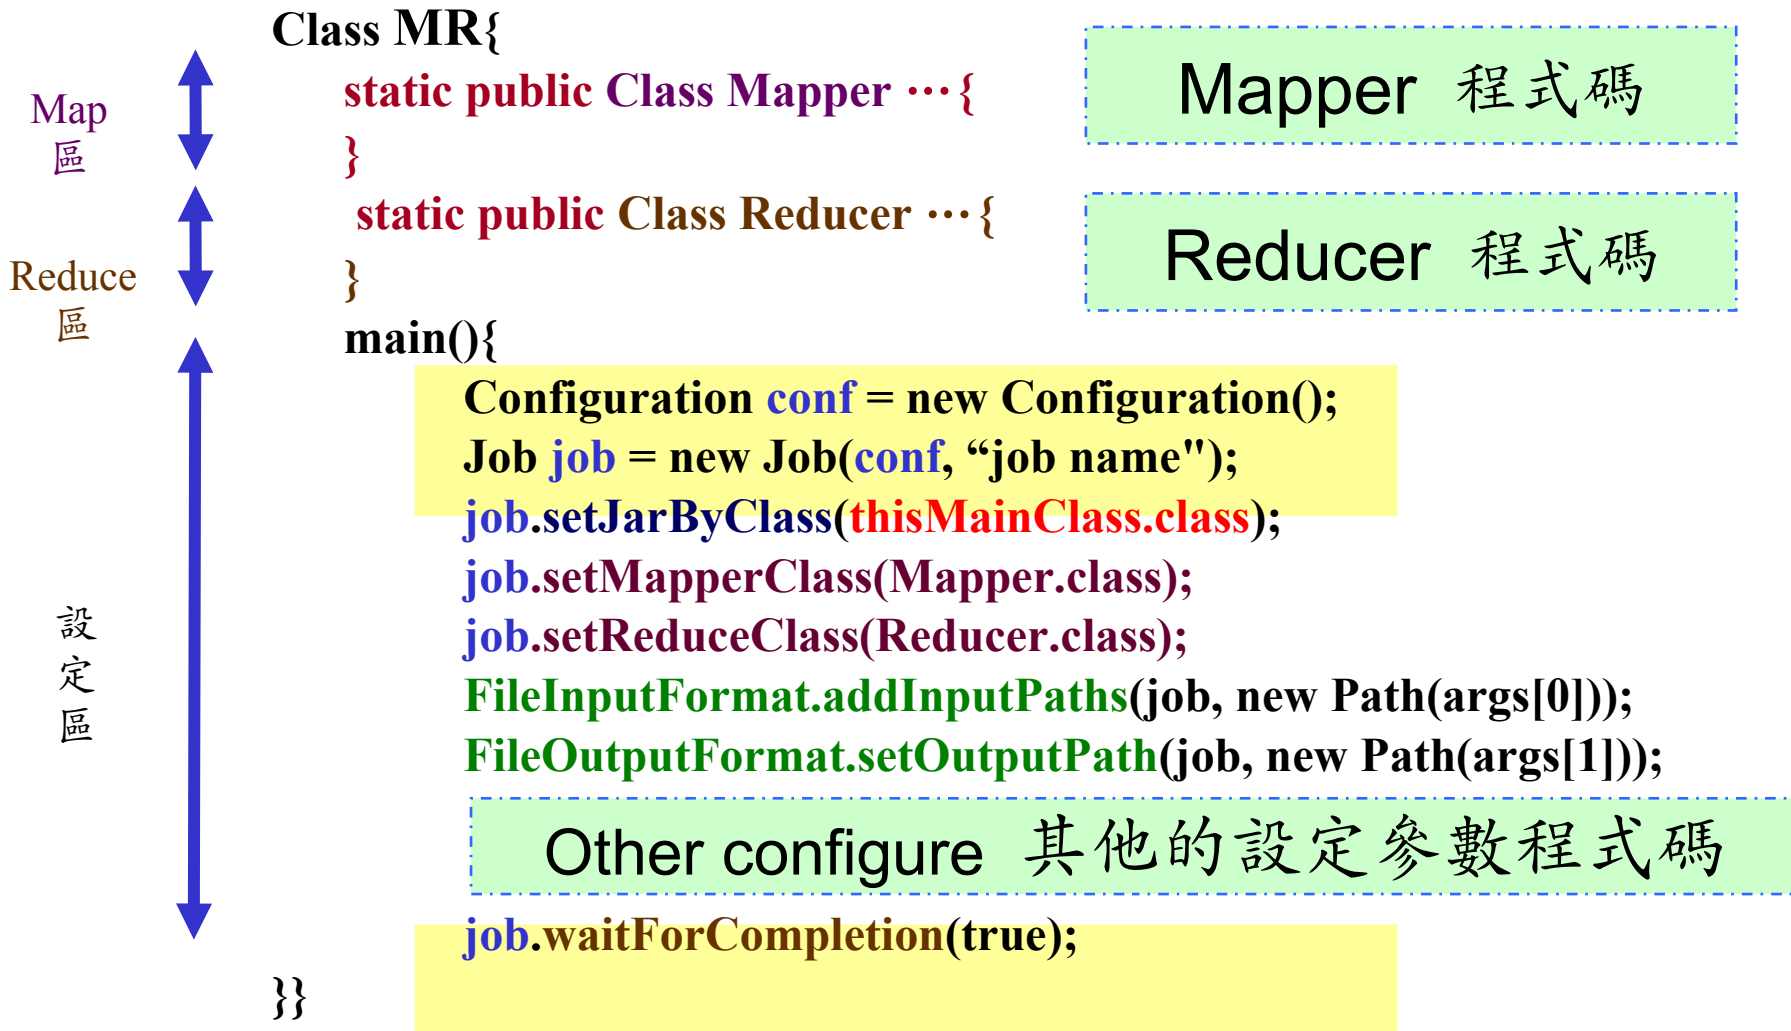 Class MR{
Map
區
static public Class Mapper …{
}
Mapper 程式碼
Reduce
區
static public Class Reducer …{
}
Reducer 程式碼
設
定
區
main(){
Configuration conf = new Configuration();
Job job = new Job(conf, “job name");
job.setJarByClass(thisMainClass.class);
job.setMapperClass(Mapper.class);
job.setReduceClass(Reducer.class);
FileInputFormat.addInputPaths(job, new Path(args[0]));
FileOutputFormat.setOutputPath(job, new Path(args[1]));
Other configure 其他的設定參數程式碼
job.waitForCompletion(true);
}}